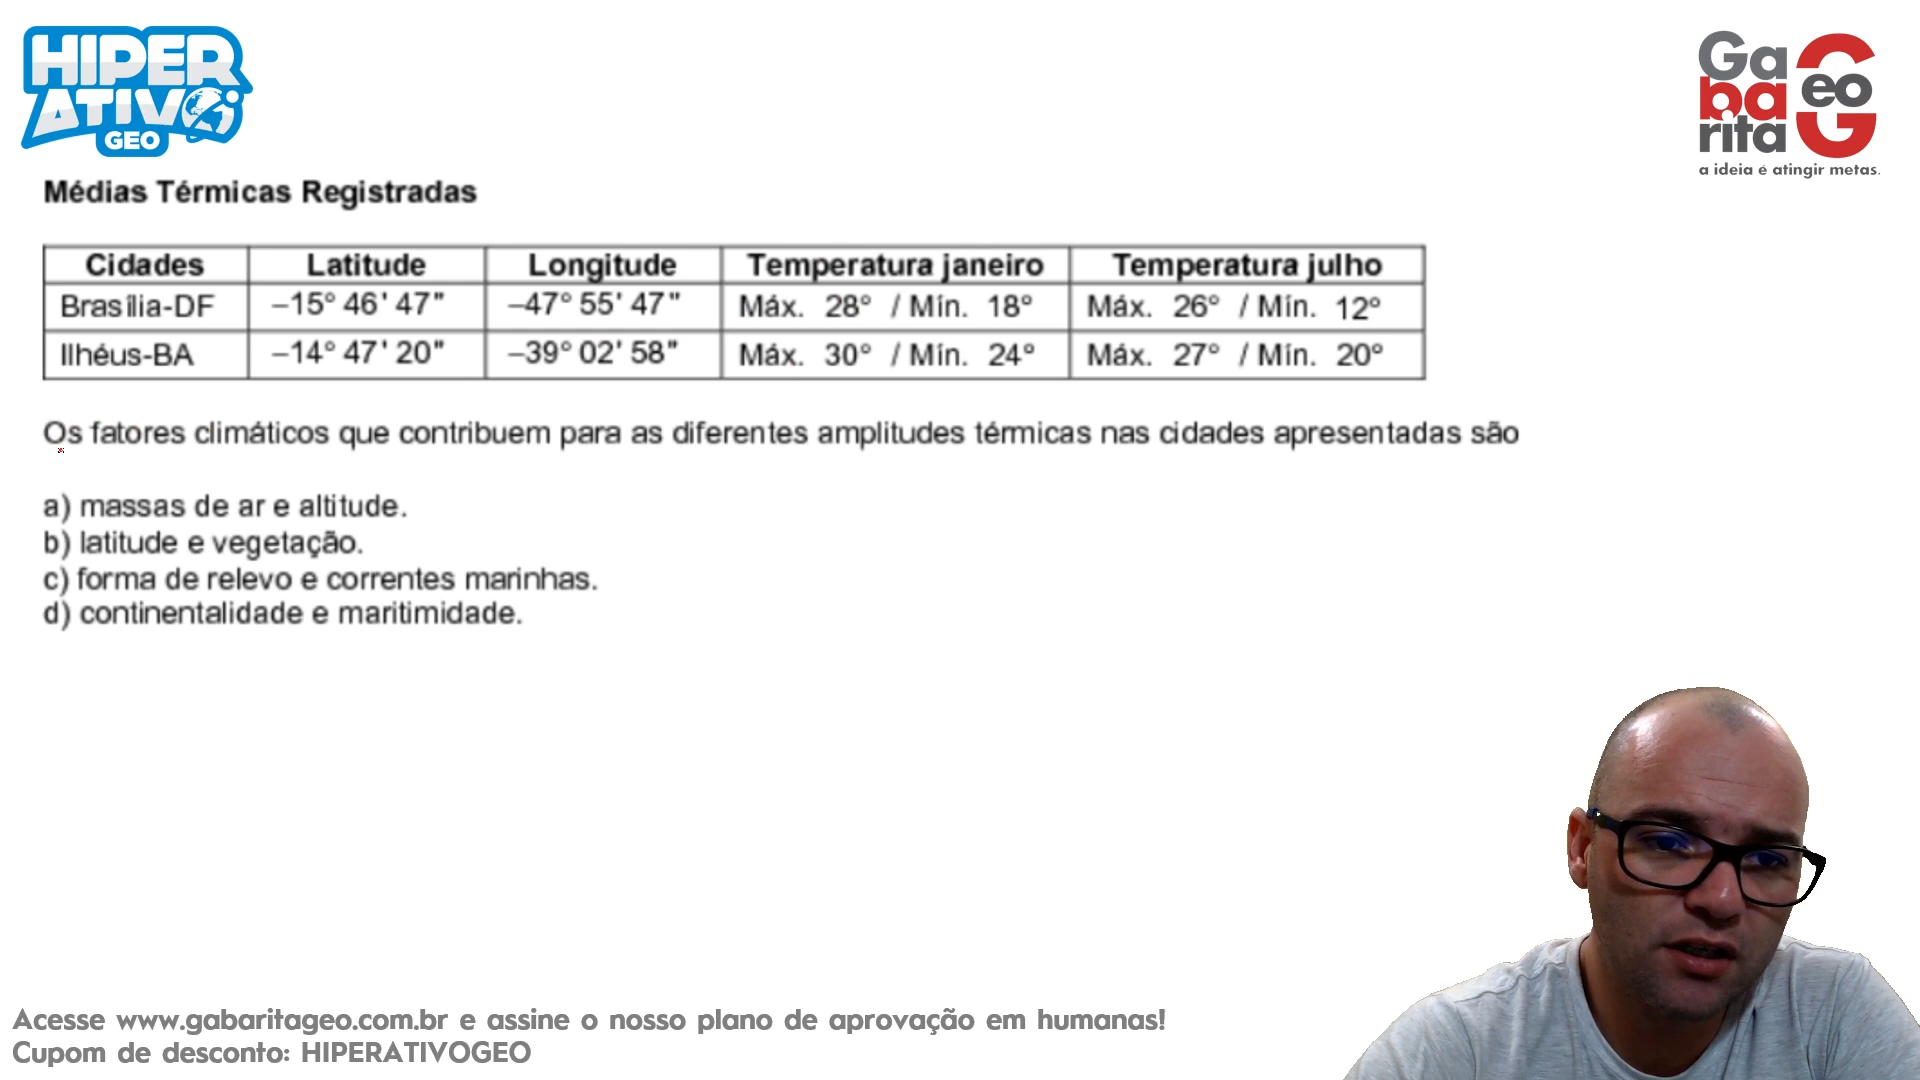 HIPER
ATIVO
GEO
Ga
ba
rita
Geo
a ideia é atingir metas.
Médias Térmicas Registradas
Cidades Latitude Longitude Temperatura janeiro Temperatura julho
Brasília-DF –15° 46' 47" –47° 55' 47" Máx. 28° / Mín. 18° Máx. 26° / Mín. 12°
Ilhéus-BA –14° 47' 20" –39° 02' 58" Máx. 30° / Mín. 24° Máx. 27° / Mín. 20°
Os fatores climáticos que contribuem para as diferentes amplitudes térmicas nas cidades apresentadas são
a) massas de ar e altitude.
b) latitude e vegetação.
c) forma de relevo e correntes marinhas.
d) continentalidade e maritimidade.
Acesse www.gabaritageo.com.br e assine o nosso plano de aprovação em humanas!
Cupom de desconto: HIPERATIVOGEO